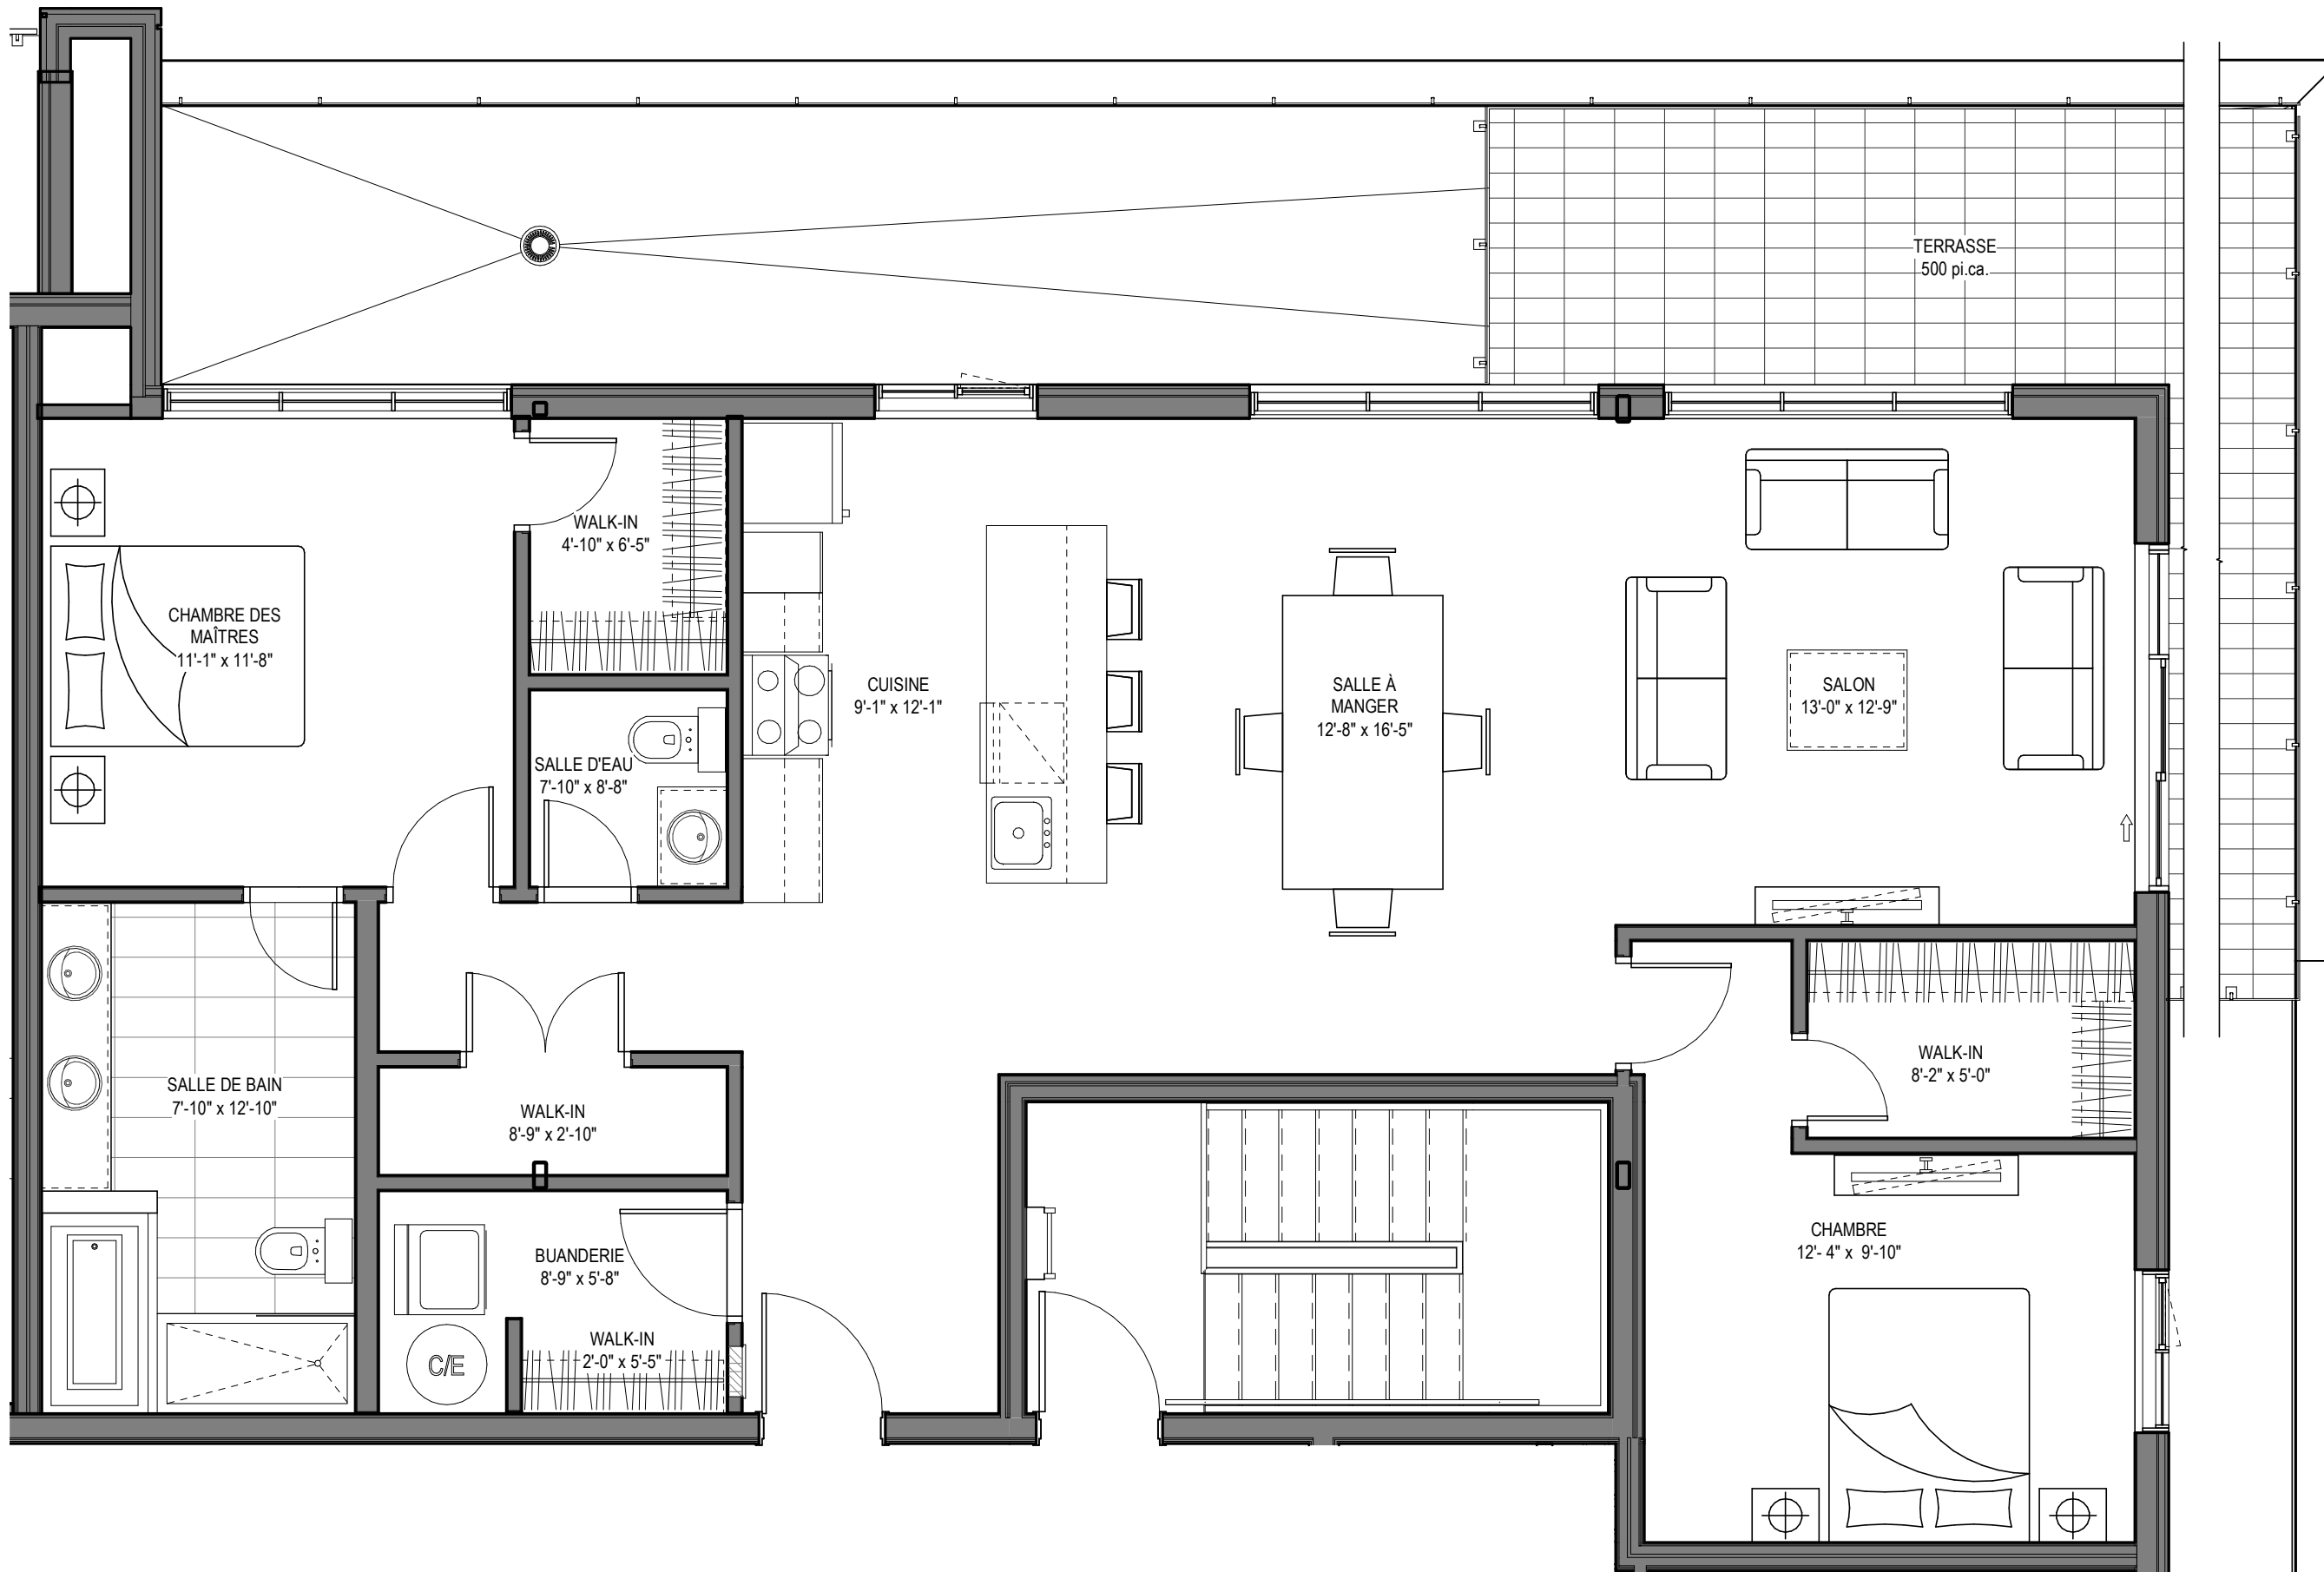 TERRASSE
500 pi.ca.
WALK-IN
4'-10" x 6'-5"
CHAMBRE DES
MAÎTRES
11'-1" x 11'-8"
CUISINE
9'-1" x 12'-1"
SALLE À
MANGER
12'-8" x 16'-5"
SALON
13'-0" x 12'-9"
SALLE D'EAU
7'-10" x 8'-8"
SALLE DE BAIN
7'-10" x 12'-10"
WALK-IN
8'-9" x 2'-10"
WALK-IN
8'-2" x 5'-0"
BUANDERIE
8'-9" x 5'-8"
CHAMBRE
12'- 4" x 9'-10"
WALK-IN
2'-0" x 5'-5"
C/E